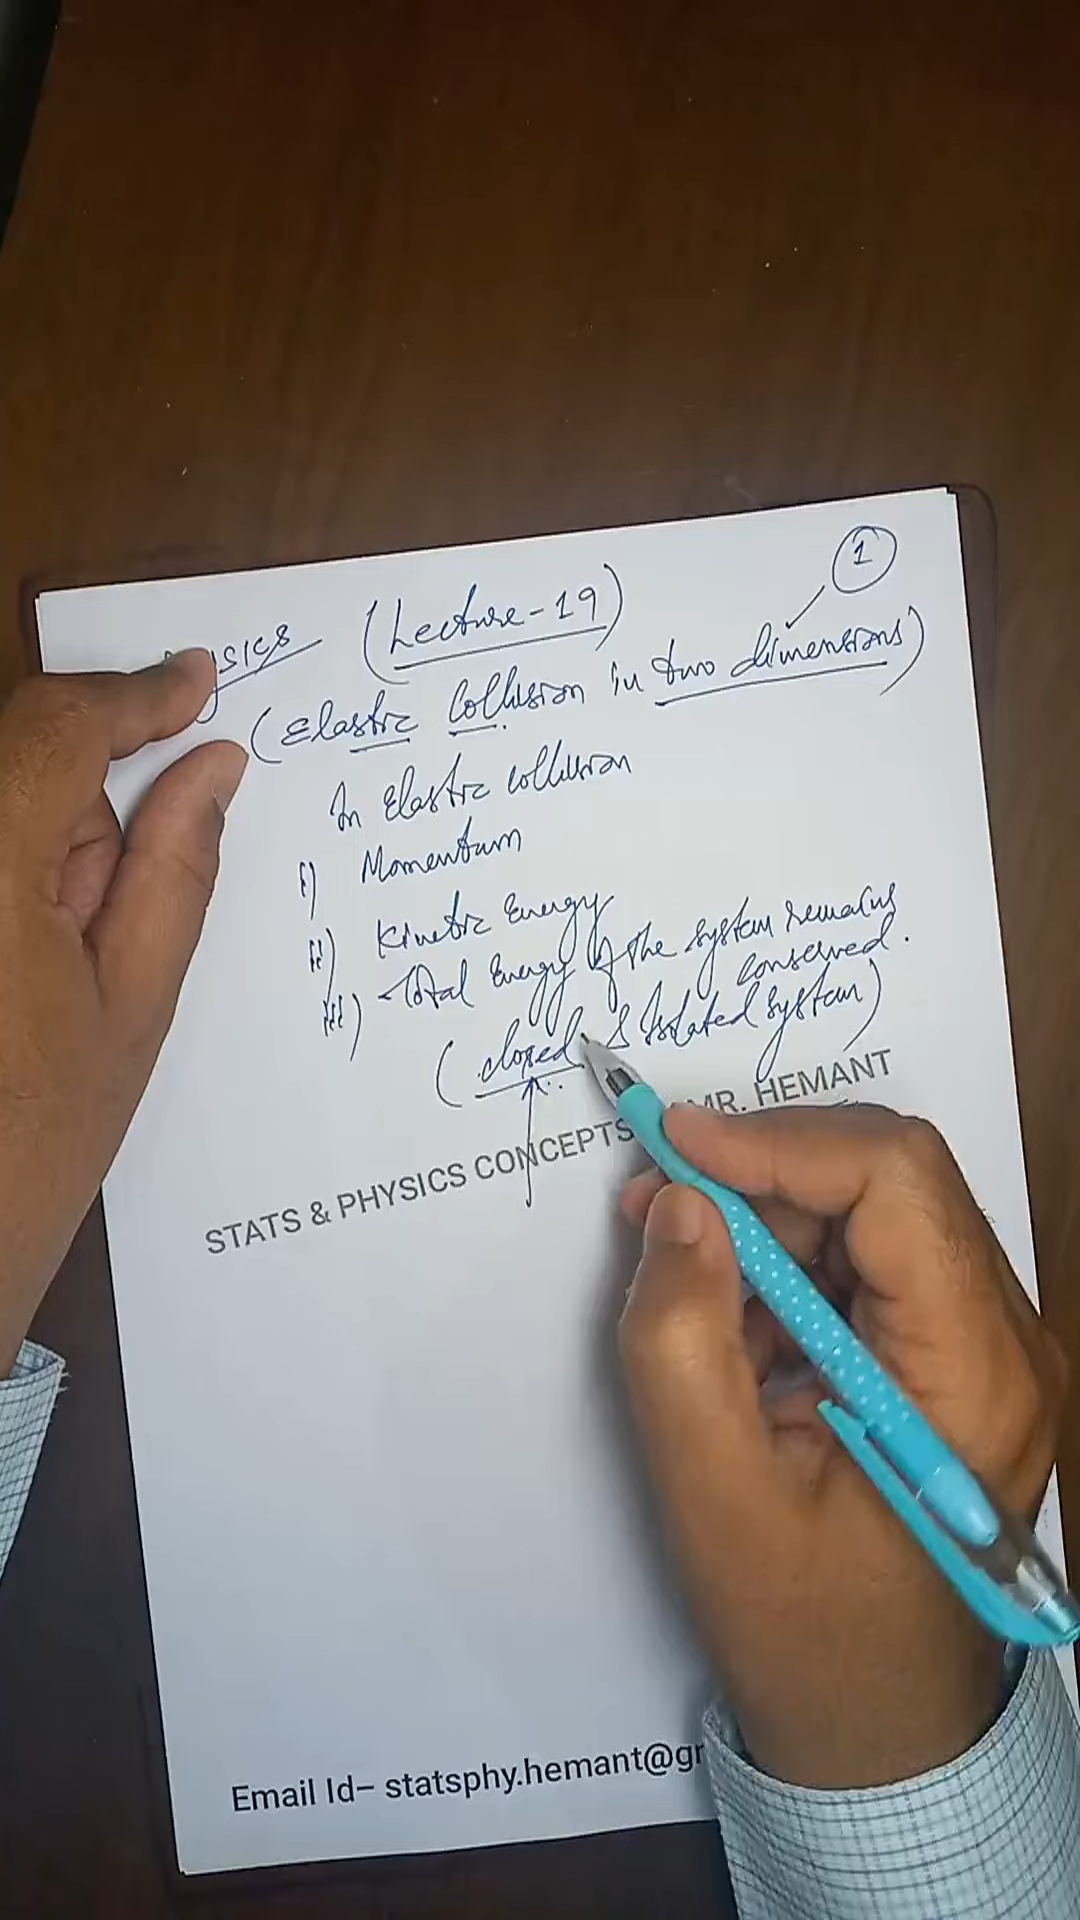 Physics (Lecture-19)
1
(Elastic Collision in two dimensions)
In Elastic collision
i) Momentum
ii) Kinetic Energy
iii) Total Energy of the system remains
conserved.
(closed & Isolated system)
STATS & PHYSICS CONCEPTS MR. HEMANT
Email Id– statsphy.hemant@g